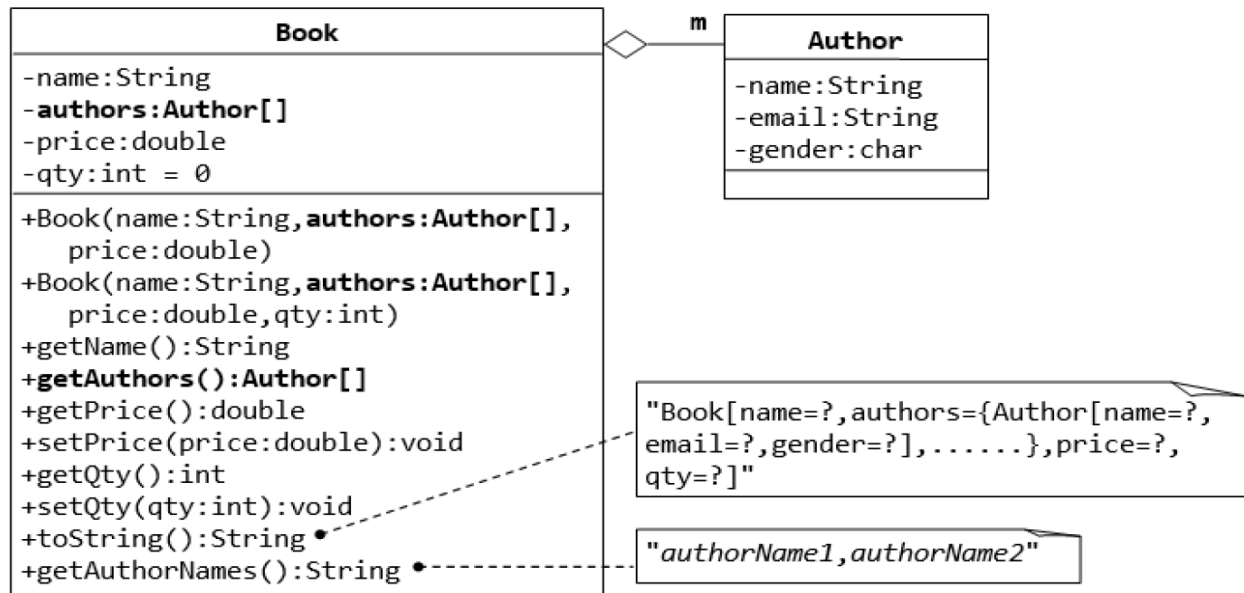 Book
-name:String
-authors:Author[]
-price:double
-qty:int = 0
+Book(name:String,authors:Author[],
price:double)
+Book(name:String,authors:Author[],
price:double,qty:int)
+getName():String
+getAuthors():Author[]
+getPrice():double
+setPrice(price:double):void
+getQty():int
+setQty(qty:int):void
+toString():String
+getAuthorNames():String
m
Author
-name:String
-email:String
-gender:char
"Book[name=?,authors={Author[name=?,
email=?,gender=?],......},price=?,
qty=?]"
"authorName1,authorName2"